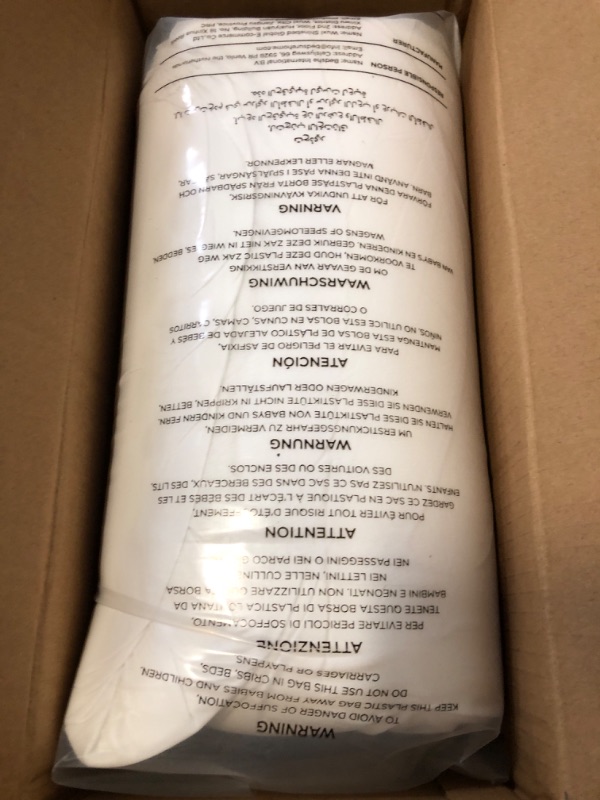 WARNING
TO AVOID DANGER OF SUFFOCATION,
KEEP THIS PLASTIC BAG AWAY FROM BABIES AND CHILDREN.
DO NOT USE THIS BAG IN CRIBS, BEDS,
CARRIAGES OR PLAYPENS
ATTENZIONE
PER EVITARE PERICOLI DI SOFFOCAMENTO,
TENETE QUESTA BORSA DI PLASTICA DA
BAMBINI E NEONATI. NON UTILIZZARE BORSA
NEI LETTINI, NELLE
NEI PASSEGGINI O NEI PARCO
ATTENTION
POUR ÉVITER TOUT RISQUE
GARDEZ CE SAC EN PLASTIQUE À L'ÉCART DES BÉBÉS ET LES
ENFANTS. N'UTILISEZ PAS CE SAC DANS DES BERCEAUX, DES LITS,
DES VOITURES OU DES ENCLOS.
WARNUNG
UM ERSTICKUNGSGEFAHR ZU VERMEIDEN,
HALTEN SIE DIESE PLASTIKTÜTE VON BABYS UND KINDERN FERN.
VERWENDEN SIE DIESE PLASTIKTÜTE NICHT IN KRIPPEN, BETTEN,
KINDERWAGEN ODER LAUFSTÄLLEN.
ATENCIÓN
PARA EVITAR EL PELIGRO DE ASFIXIA,
MANTENGA ESTA BOLSA DE PLASTICO ALEJADA DE BEBÉS Y
NIÑOS. NO UTILICE ESTA BOLSA EN CUNAS, CAMAS, CARRITOS
O CORRALES DE JUEGO.
WAARSCHUWING
OM DE GEVAAR VAN VERSTIKKING
TE VOORKOMEN, HOUD DEZE PLASTIC ZAK WEG
VAN BABY'S EN KINDEREN. GEBRUIK DEZE ZAK NIET IN BEDDEN,
WAGENS OF SPEELOMGEVINGEN.
VARNING
FÖR ATT UNDVIKA KVÄVNINGSRISK,
FÖRVARA DENNA PLASTPÅSE BORTA FRÅN SPÄDBARN OCH
BARN. ANVÄND INTE DENNA PÅSE I SPJÄLSÄNGAR,
VAGNAR ELLER LEKPENNOR.
تحذير
RESPONSIBLE PERSON
Name: International B.V
MANUFACTURER